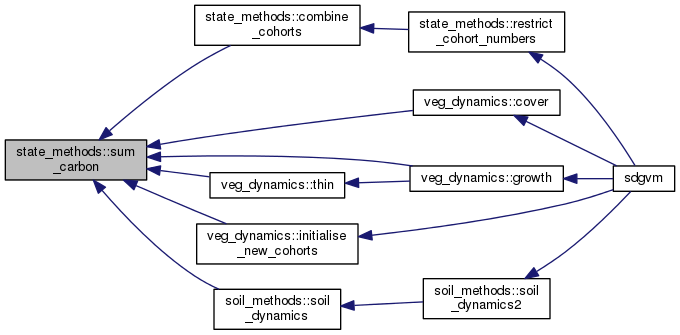 state_methods::combine
_cohorts
state_methods::restrict
_cohort_numbers
veg_dynamics::cover
state_methods::sum
_carbon
veg_dynamics::thin
veg_dynamics::growth
sdgvm
veg_dynamics::initialise
_new_cohorts
soil_methods::soil
_dynamics
soil_methods::soil
_dynamics2